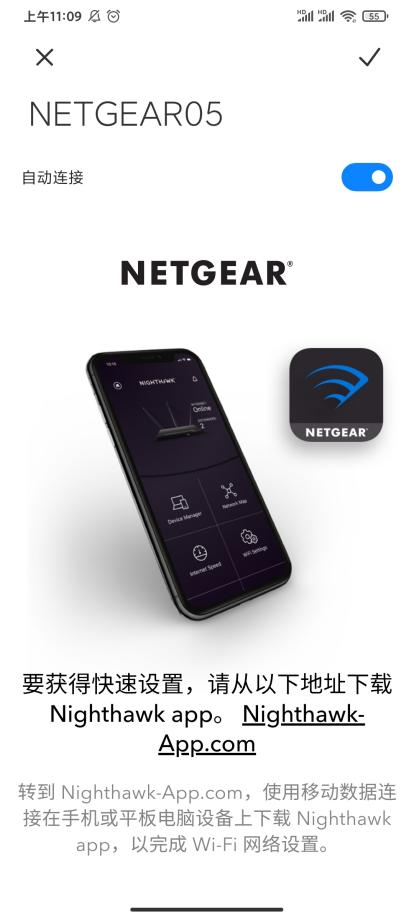 上午11:09 HD HD 55
NETGEAR05
自动连接
NETGEAR®
10:10
NIGHTHAWK
Online
2
Device Manager
Network Map
Internet Speed
WiFi Settings
NETGEAR
要获得快速设置，请从以下地址下载
Nighthawk app。 Nighthawk-
App.com
转到 Nighthawk-App.com，使用移动数据连
接在手机或平板电脑设备上下载 Nighthawk
app，以完成 Wi-Fi 网络设置。